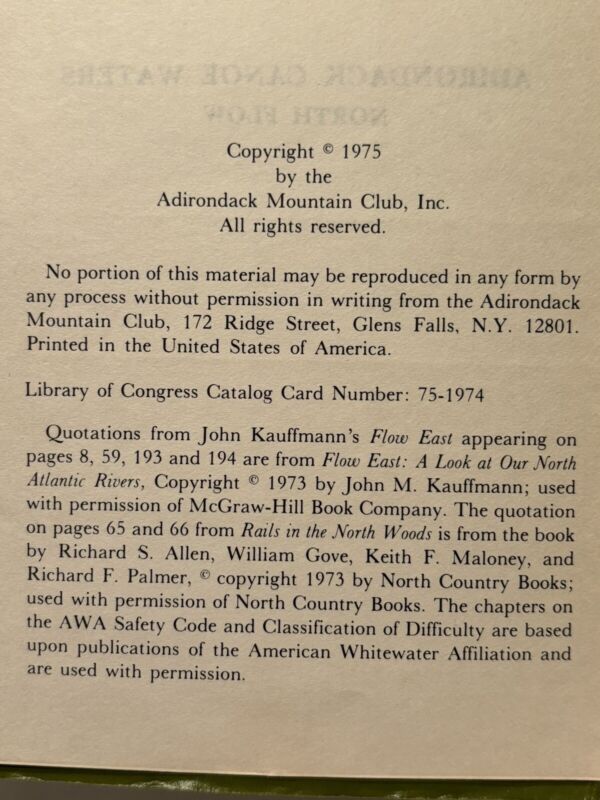 ADIRONDACK CANOE WATERS
NORTH FLOW
Copyright © 1975
by the
Adirondack Mountain Club, Inc.
All rights reserved.
No portion of this material may be reproduced in any form by
any process without permission in writing from the Adirondack
Mountain Club, 172 Ridge Street, Glens Falls, N.Y. 12801.
Printed in the United States of America.
Library of Congress Catalog Card Number: 75-1974
Quotations from John Kauffmann's Flow East appearing on
pages 8, 59, 193 and 194 are from Flow East: A Look at Our North
Atlantic Rivers, Copyright © 1973 by John M. Kauffmann; used
with permission of McGraw-Hill Book Company. The quotation
on pages 65 and 66 from Rails in the North Woods is from the book
by Richard S. Allen, William Gove, Keith F. Maloney, and
Richard F. Palmer, © copyright 1973 by North Country Books;
used with permission of North Country Books. The chapters on
the AWA Safety Code and Classification of Difficulty are based
upon publications of the American Whitewater Affiliation and
are used with permission.